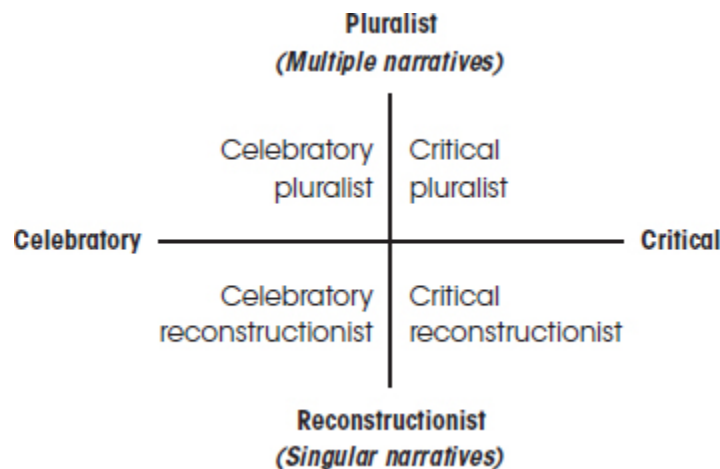 Pluralist
(Multiple narratives)
Celebratory
pluralist
Critical
pluralist
Celebratory
Critical
Celebratory
reconstructionist
Critical
reconstructionist
Reconstructionist
(Singular narratives)